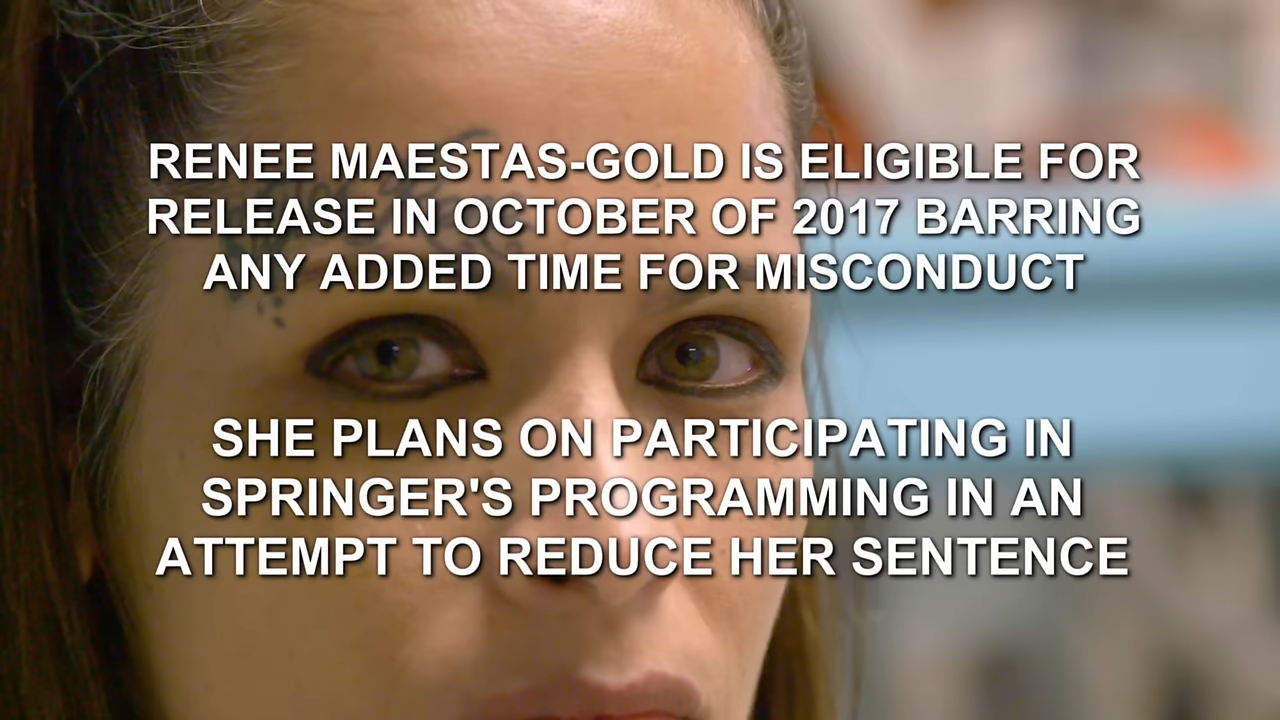 RENEE MAESTAS-GOLD IS ELIGIBLE FOR
RELEASE IN OCTOBER OF 2017 BARRING
ANY ADDED TIME FOR MISCONDUCT
SHE PLANS ON PARTICIPATING IN
SPRINGER'S PROGRAMMING IN AN
ATTEMPT TO REDUCE HER SENTENCE